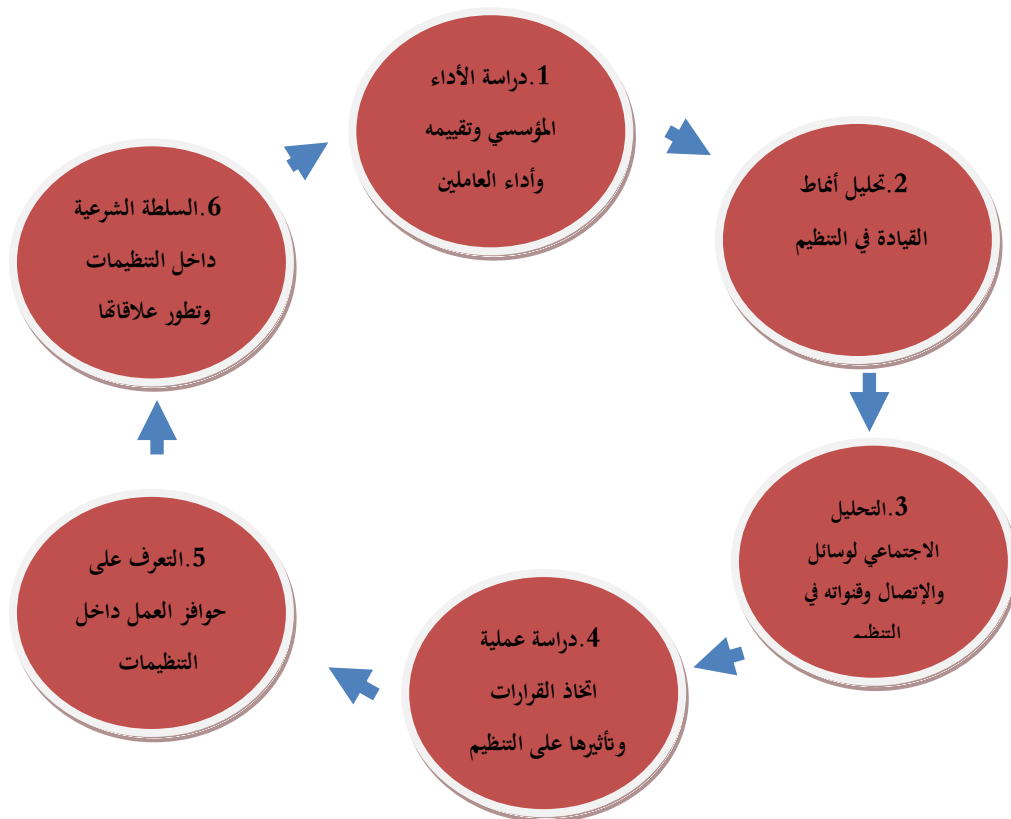 1.دراسة الأداء
المؤسسي وتقييمه
وأداء العاملين
2.تحليل أنماط
القيادة في التنظيم
3.التحليل
الاجتماعي لوسائل
والإتصال وقنواته في
التنظيم
4.دراسة عملية
اتخاذ القرارات
وتأثيرها على التنظيم
5.التعرف على
حوافز العمل داخل
التنظيمات
6.السلطة الشرعية
داخل التنظيمات
وتطور علاقاتها